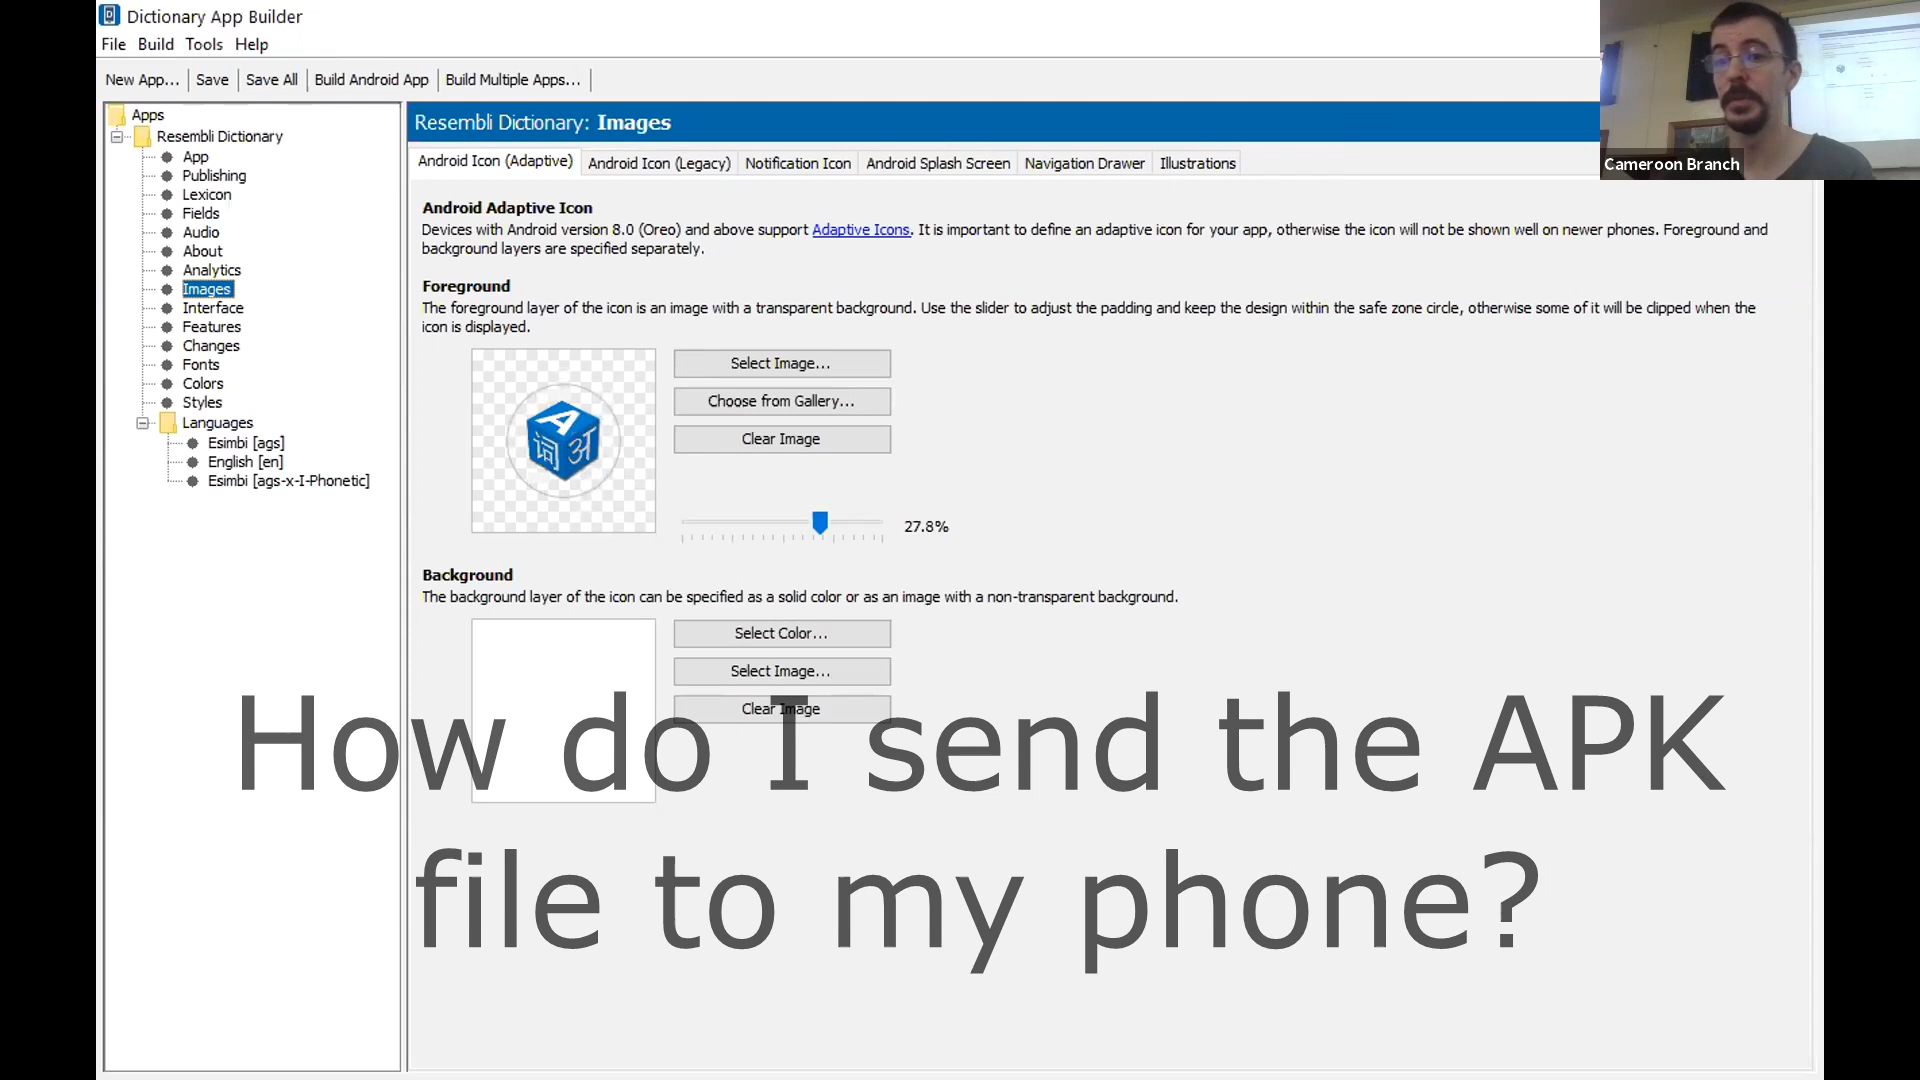 Dictionary App Builder
File Build Tools Help
New App... Save Save All Build Android App Build Multiple Apps...
Apps
Resembli Dictionary
App
Publishing
Lexicon
Fields
Audio
About
Analytics
Images
Interface
Features
Changes
Fonts
Colors
Styles
Languages
Esimbi [ags]
English [en]
Esimbi [ags-x-I-Phonetic]
Resembli Dictionary: Images
Android Icon (Adaptive) Android Icon (Legacy) Notification Icon Android Splash Screen Navigation Drawer Illustrations
Android Adaptive Icon
Devices with Android version 8.0 (Oreo) and above support Adaptive Icons. It is important to define an adaptive icon for your app, otherwise the icon will not be shown well on newer phones. Foreground and
background layers are specified separately.
Foreground
The foreground layer of the icon is an image with a transparent background. Use the slider to adjust the padding and keep the design within the safe zone circle, otherwise some of it will be clipped when the
icon is displayed.
A
词 अ
Select Image...
Choose from Gallery...
Clear Image
27.8%
Background
The background layer of the icon can be specified as a solid color or as an image with a non-transparent background.
Select Color...
Select Image...
Clear Image
How do I send the APK
file to my phone?
Cameroon Branch